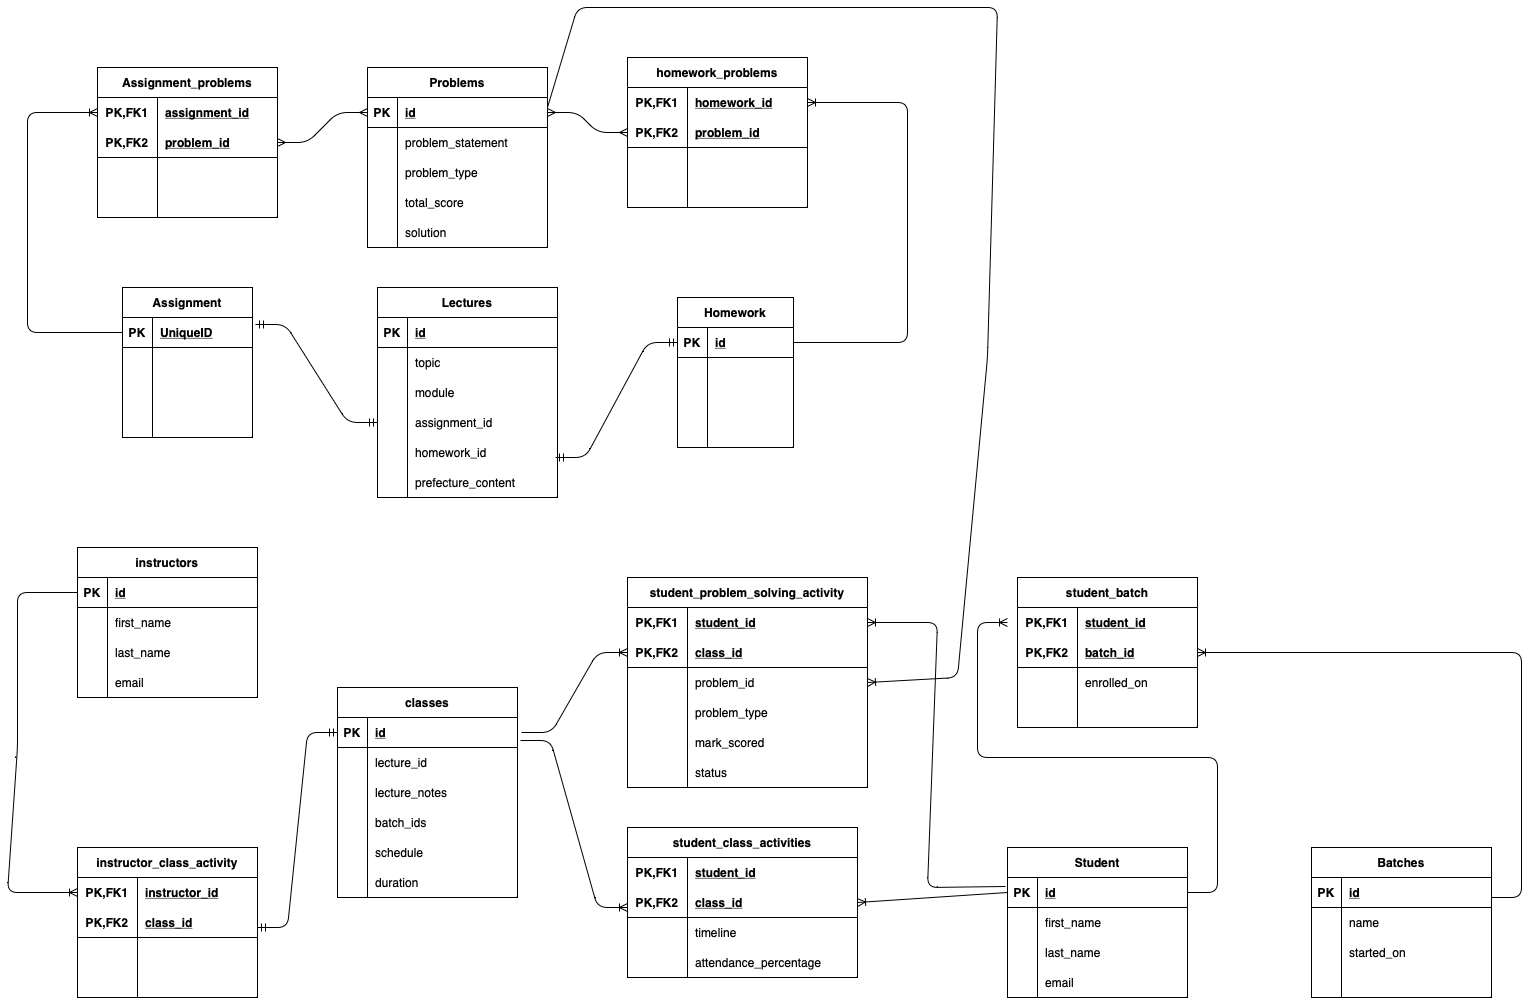 Assignment_problems
PK,FK1 assignment_id
PK,FK2 problem_id
Problems
PK id
problem_statement
problem_type
total_score
solution
homework_problems
PK,FK1 homework_id
PK,FK2 problem_id
Assignment
PK UniqueID
Lectures
PK id
topic
module
assignment_id
homework_id
prefecture_content
Homework
PK id
instructors
PK id
first_name
last_name
email
student_problem_solving_activity
PK,FK1 student_id
PK,FK2 class_id
problem_id
problem_type
mark_scored
status
student_batch
PK,FK1 student_id
PK,FK2 batch_id
enrolled_on
classes
PK id
lecture_id
lecture_notes
batch_ids
schedule
duration
instructor_class_activity
PK,FK1 instructor_id
PK,FK2 class_id
student_class_activities
PK,FK1 student_id
PK,FK2 class_id
timeline
attendance_percentage
Student
PK id
first_name
last_name
email
Batches
PK id
name
started_on